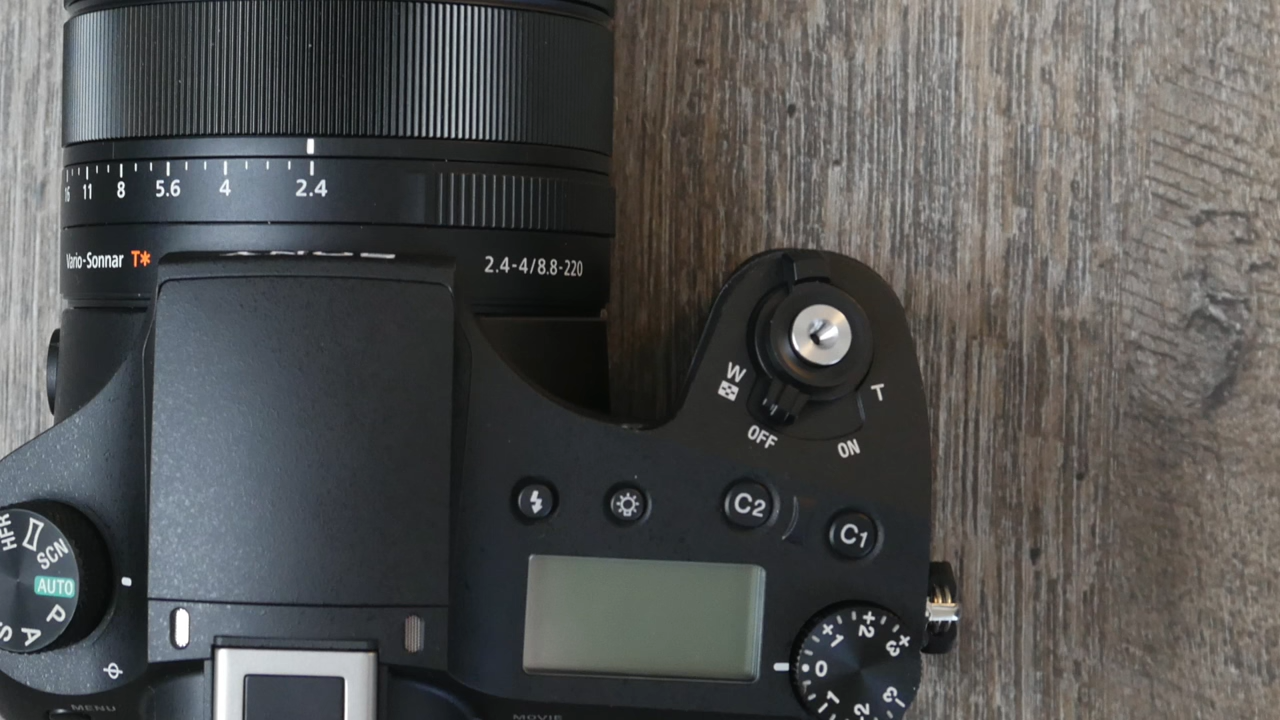 11 8 5.6 4 2.4
Vario-Sonnar T*
SONY
2.4-4/8.8-220
W
T
OFF
ON
C2
C1
HFR
SCN
AUTO
P
A
S
+1 +2 +3
0
1 2 3
MENU
MOVIE